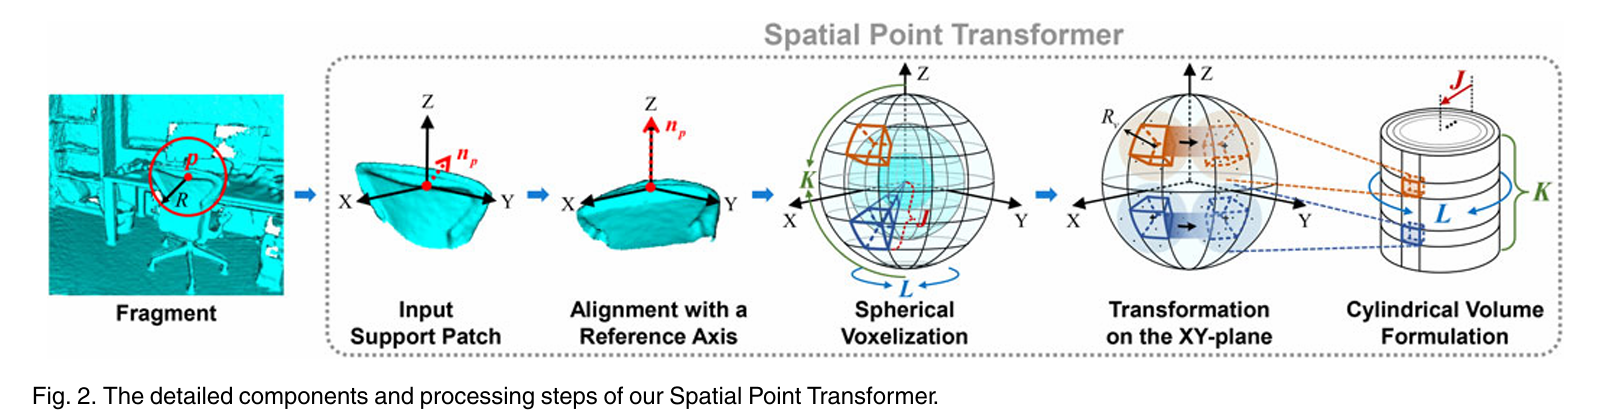 Spatial Point Transformer
p
R
Fragment
Z
n_p
X
Y
Input
Support Patch
Z
n_p
X
Y
Alignment with a
Reference Axis
Z
K
J
X
Y
L
Spherical
Voxelization
Z
R_v
X
Y
Transformation
on the XY-plane
J
K
L
Cylindrical Volume
Formulation
Fig. 2. The detailed components and processing steps of our Spatial Point Transformer.